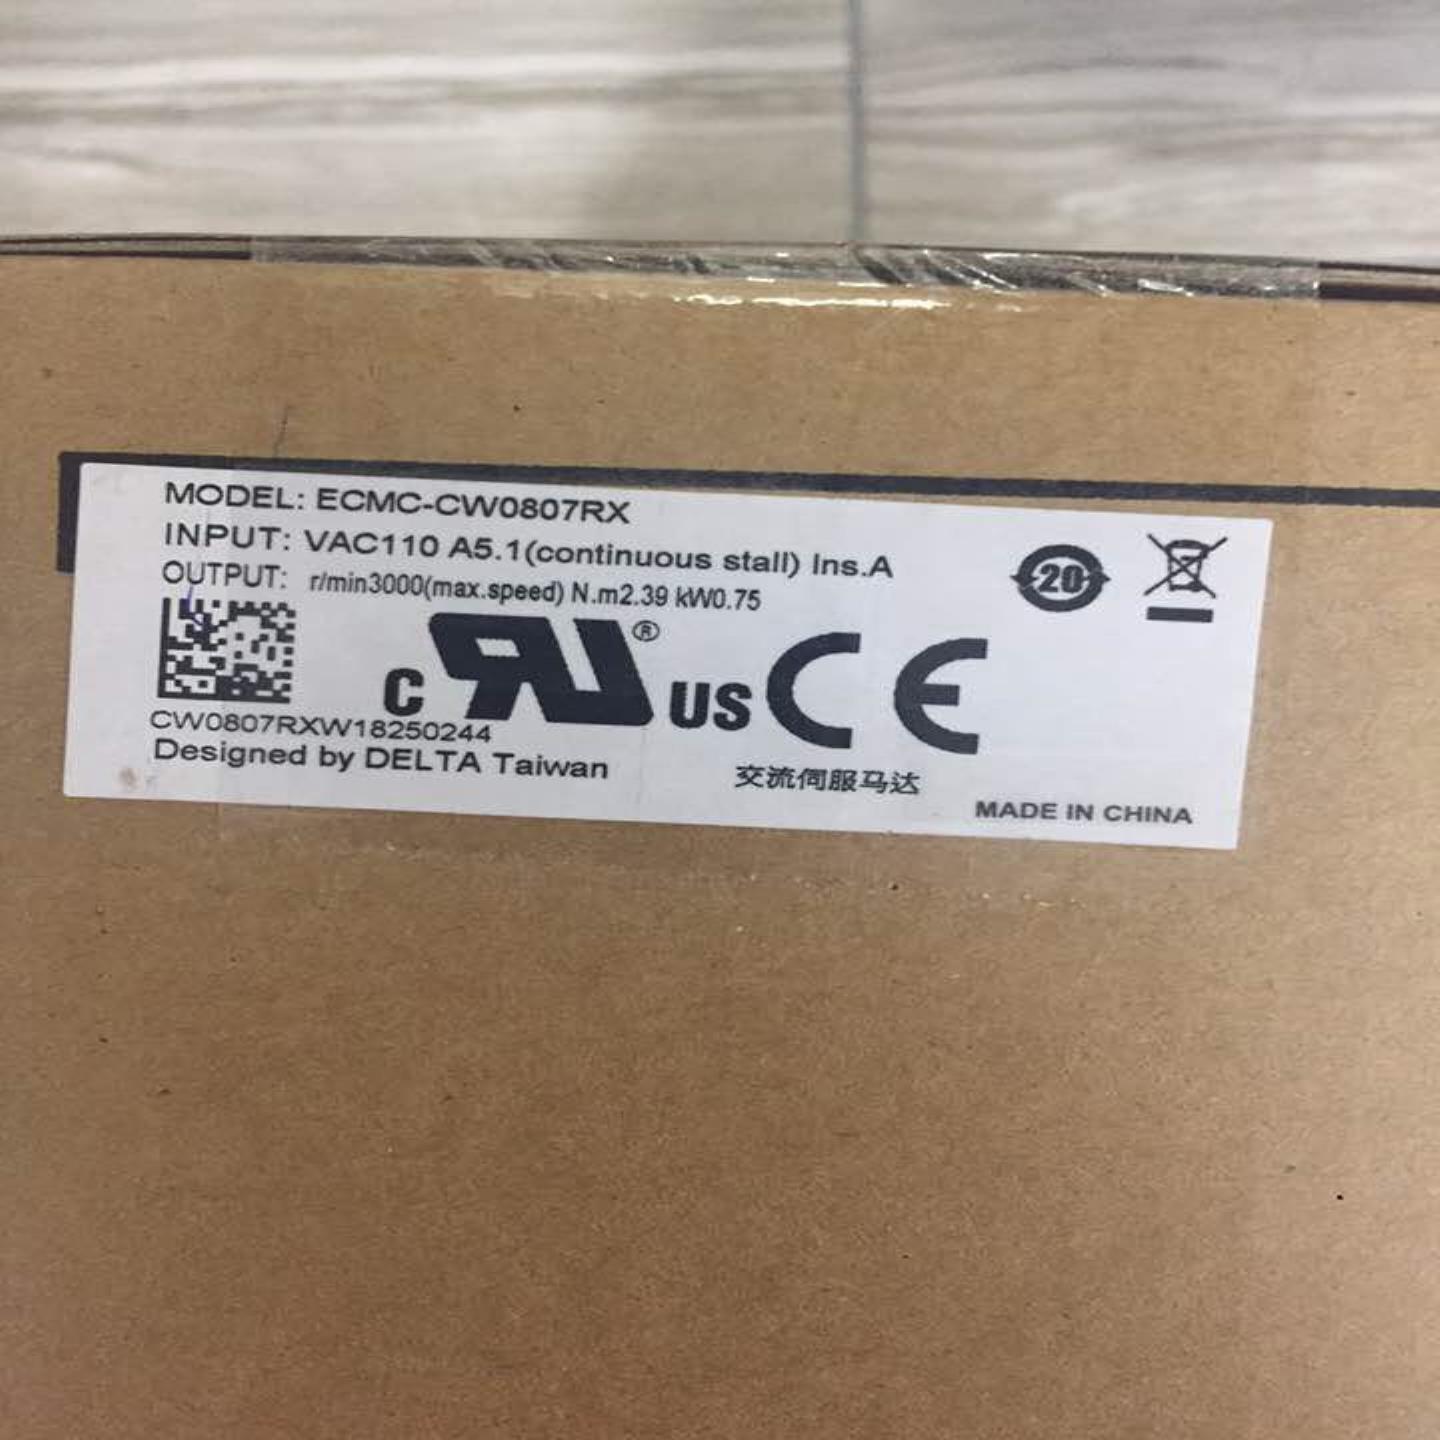 MODEL: ECMC-CW0807RX
INPUT: VAC110 A5.1(continuous stall) Ins.A
OUTPUT: r/min3000(max.speed) N.m2.39 kW0.75
20
c RU ® US CE
CW0807RXW18250244
Designed by DELTA Taiwan
交流伺服马达
MADE IN CHINA